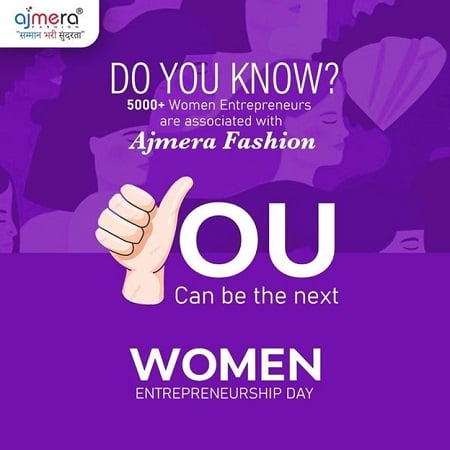 ajmera®
FASHION
"सम्मान भरी सुंदरता"
DO YOU KNOW?
5000+ Women Entrepreneurs
are associated with
Ajmera Fashion
YOU
Can be the next
WOMEN
ENTREPRENEURSHIP DAY